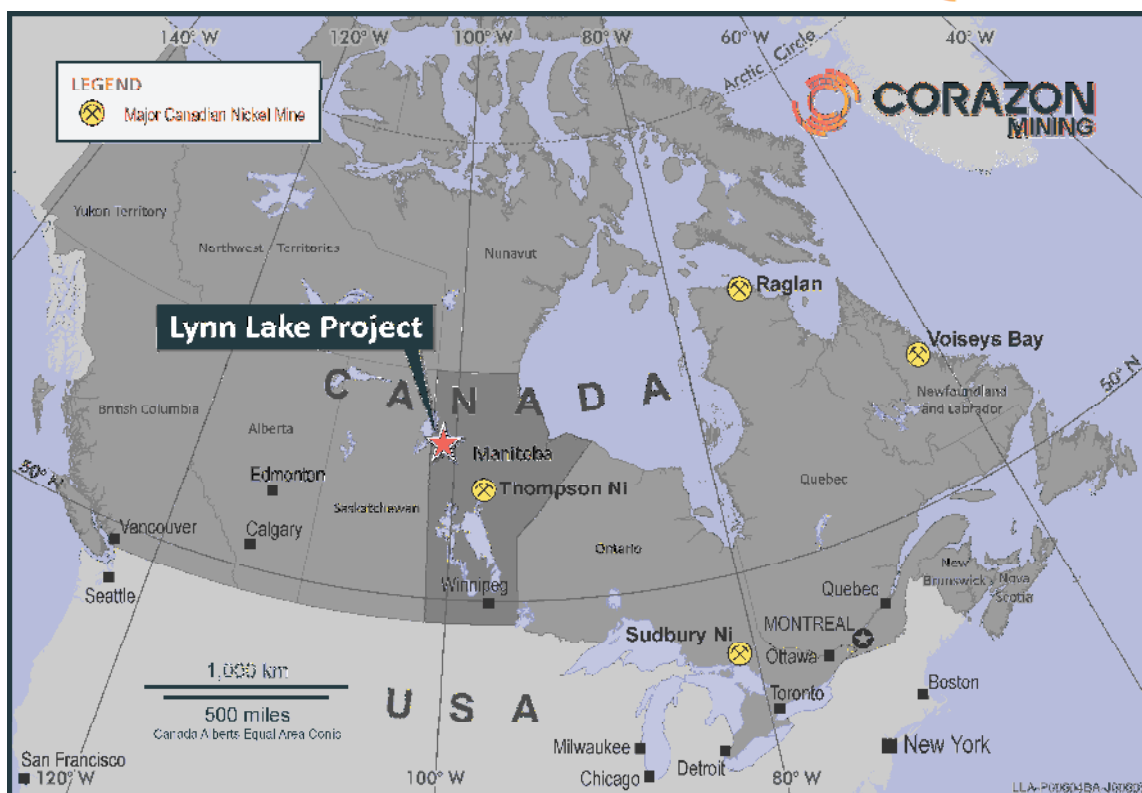 140° W
120° W
100° W
80° W
60° W
40° W
Arctic Circle
LEGEND
Major Canadian Nickel Mine
CORAZON
MINING
Yukon Territory
Northwest Territories
Nunavut
Raglan
Lynn Lake Project
Voiseys Bay
50° N
CANADA
Newfoundland
and Labrador
British Columbia
Alberta
Manitoba
Edmonton
Thompson Ni
Quebec
50° N
Saskatchewan
Vancouver
Calgary
Ontario
Seattle
Winnipeg
Quebec
New
Brunswick
Nova
Scotia
Sudbury Ni
MONTREAL
Ottawa
1,000 km
500 miles
Canada Alberts Equal Area Conic
USA
Toronto
Boston
Milwaukee
New York
Detroit
San Francisco
Chicago
120° W
100° W
80° W